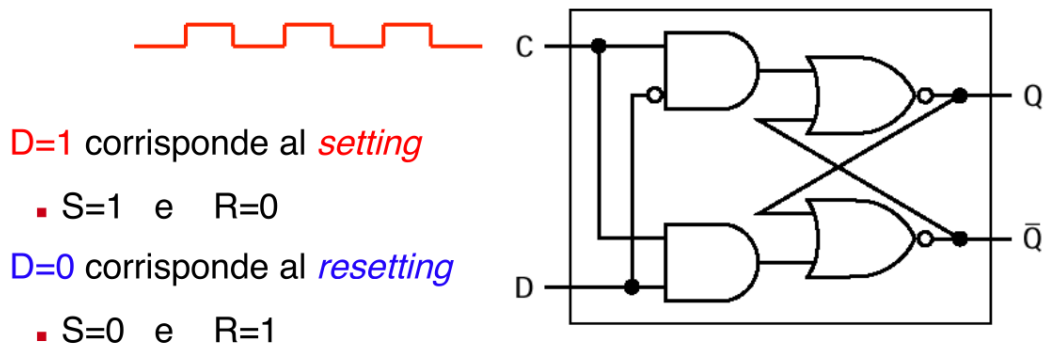 D=1 corrisponde al setting
▪ S=1 e R=0
D=0 corrisponde al resetting
▪ S=0 e R=1
C
D
Q
Q̅